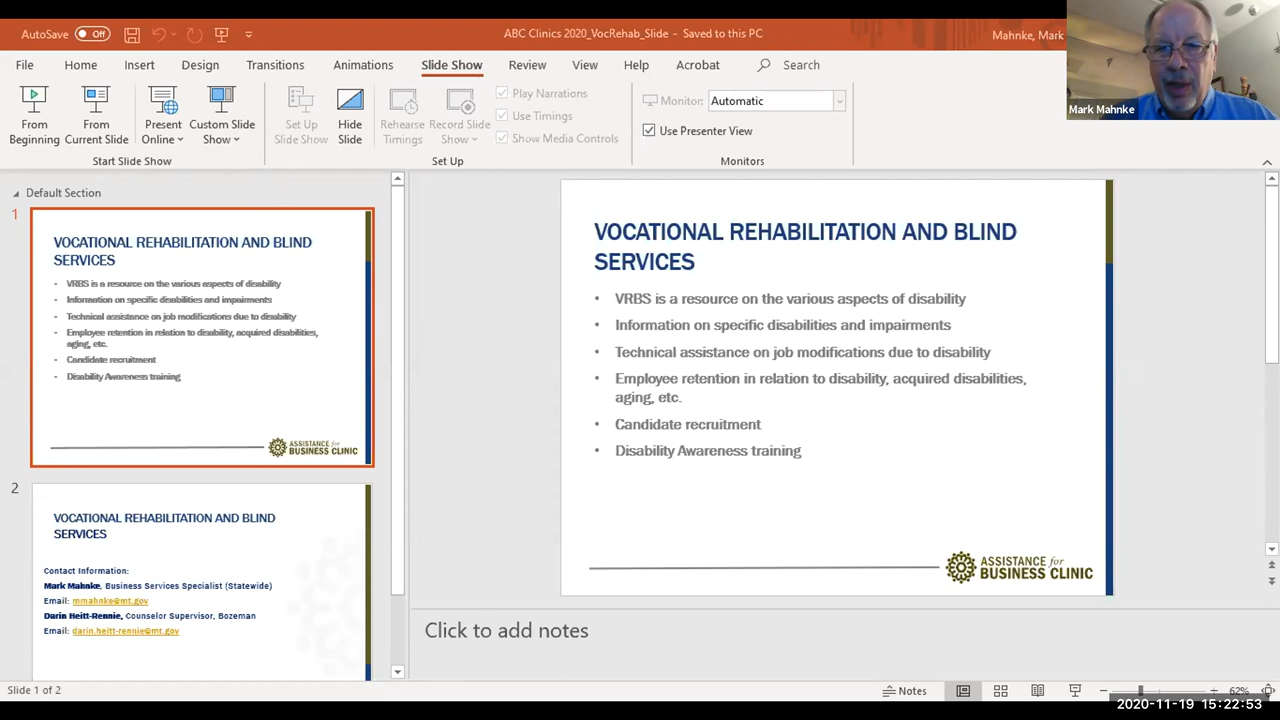 AutoSave Off
ABC Clinics 2020_VocRehab_Slide - Saved to this PC
Mahnke, Mark
File Home Insert Design Transitions Animations Slide Show Review View Help Acrobat Search
From Beginning
From Current Slide
Present Online
Custom Slide Show
Set Up Slide Show
Hide Slide
Rehearse Timings
Record Slide Show
Play Narrations
Use Timings
Show Media Controls
Monitor: Automatic
Use Presenter View
Start Slide Show
Set Up
Monitors
Mark Mahnke
Default Section
1
VOCATIONAL REHABILITATION AND BLIND
SERVICES
- VRBS is a resource on the various aspects of disability
- Information on specific disabilities and impairments
- Technical assistance on job modifications due to disability
- Employee retention in relation to disability, acquired disabilities,
aging, etc.
- Candidate recruitment
- Disability Awareness training
ASSISTANCE for
BUSINESS CLINIC
2
VOCATIONAL REHABILITATION AND BLIND
SERVICES
Contact Information:
Mark Mahnke, Business Services Specialist (Statewide)
Email: mmahnke@mt.gov
Darin Heitt-Rennie, Counselor Supervisor, Bozeman
Email: darin.heitt-rennie@mt.gov
VOCATIONAL REHABILITATION AND BLIND
SERVICES
• VRBS is a resource on the various aspects of disability
• Information on specific disabilities and impairments
• Technical assistance on job modifications due to disability
• Employee retention in relation to disability, acquired disabilities,
aging, etc.
• Candidate recruitment
• Disability Awareness training
ASSISTANCE for
BUSINESS CLINIC
Click to add notes
Slide 1 of 2
Notes
62%
2020-11-19 15:22:53